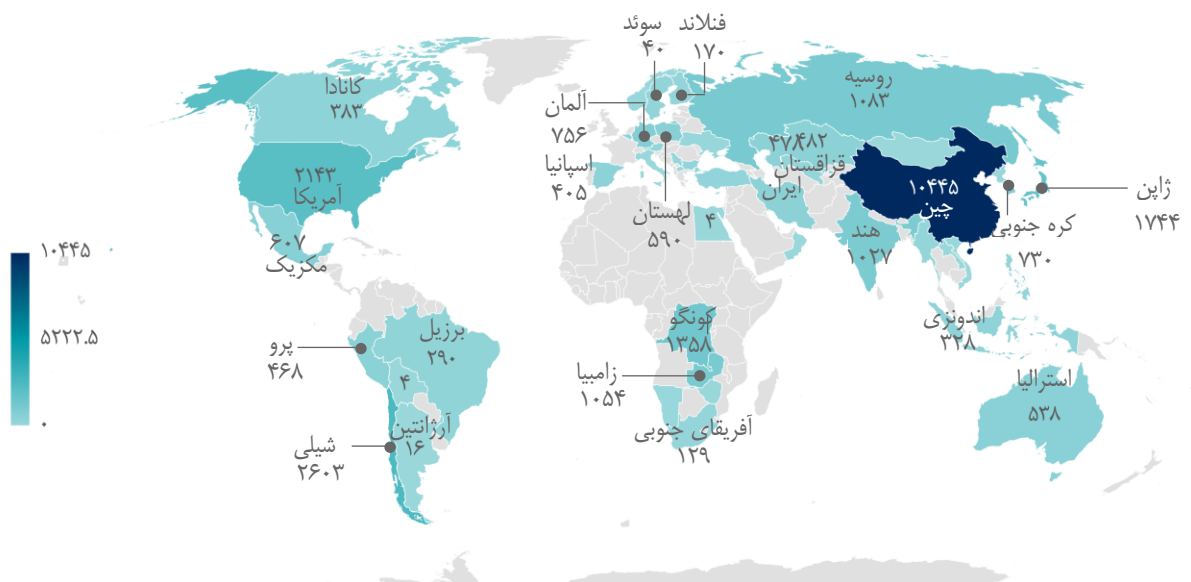 فنلاند
۱۷۰
سوئد
۴۰
روسیه
۱۰۸۳
کانادا
۳۸۳
آلمان
۷۵۶
قزاقستان
اسپانیا
۴۰۵
ایران
۲۱۴۳
آمریکا
۱۰۴۴۵
چین
ژاپن
۱۷۴۴
کره جنوبی
۷۳۰
لهستان
۵۹۰
۴
هند
۱۰۲۷
۶۰۷
مکزیک
۱۰۴۴۵
۵۲۲۲.۵
۰
اندونزی
۳۲۸
کونگو
۱۳۵۸
برزیل
۲۹۰
پرو
۴۶۸
زامبیا
۱۰۵۴
۴
استرالیا
۵۳۸
آرژانتین
۱۶
آفریقای جنوبی
۱۲۹
شیلی
۲۶۰۳